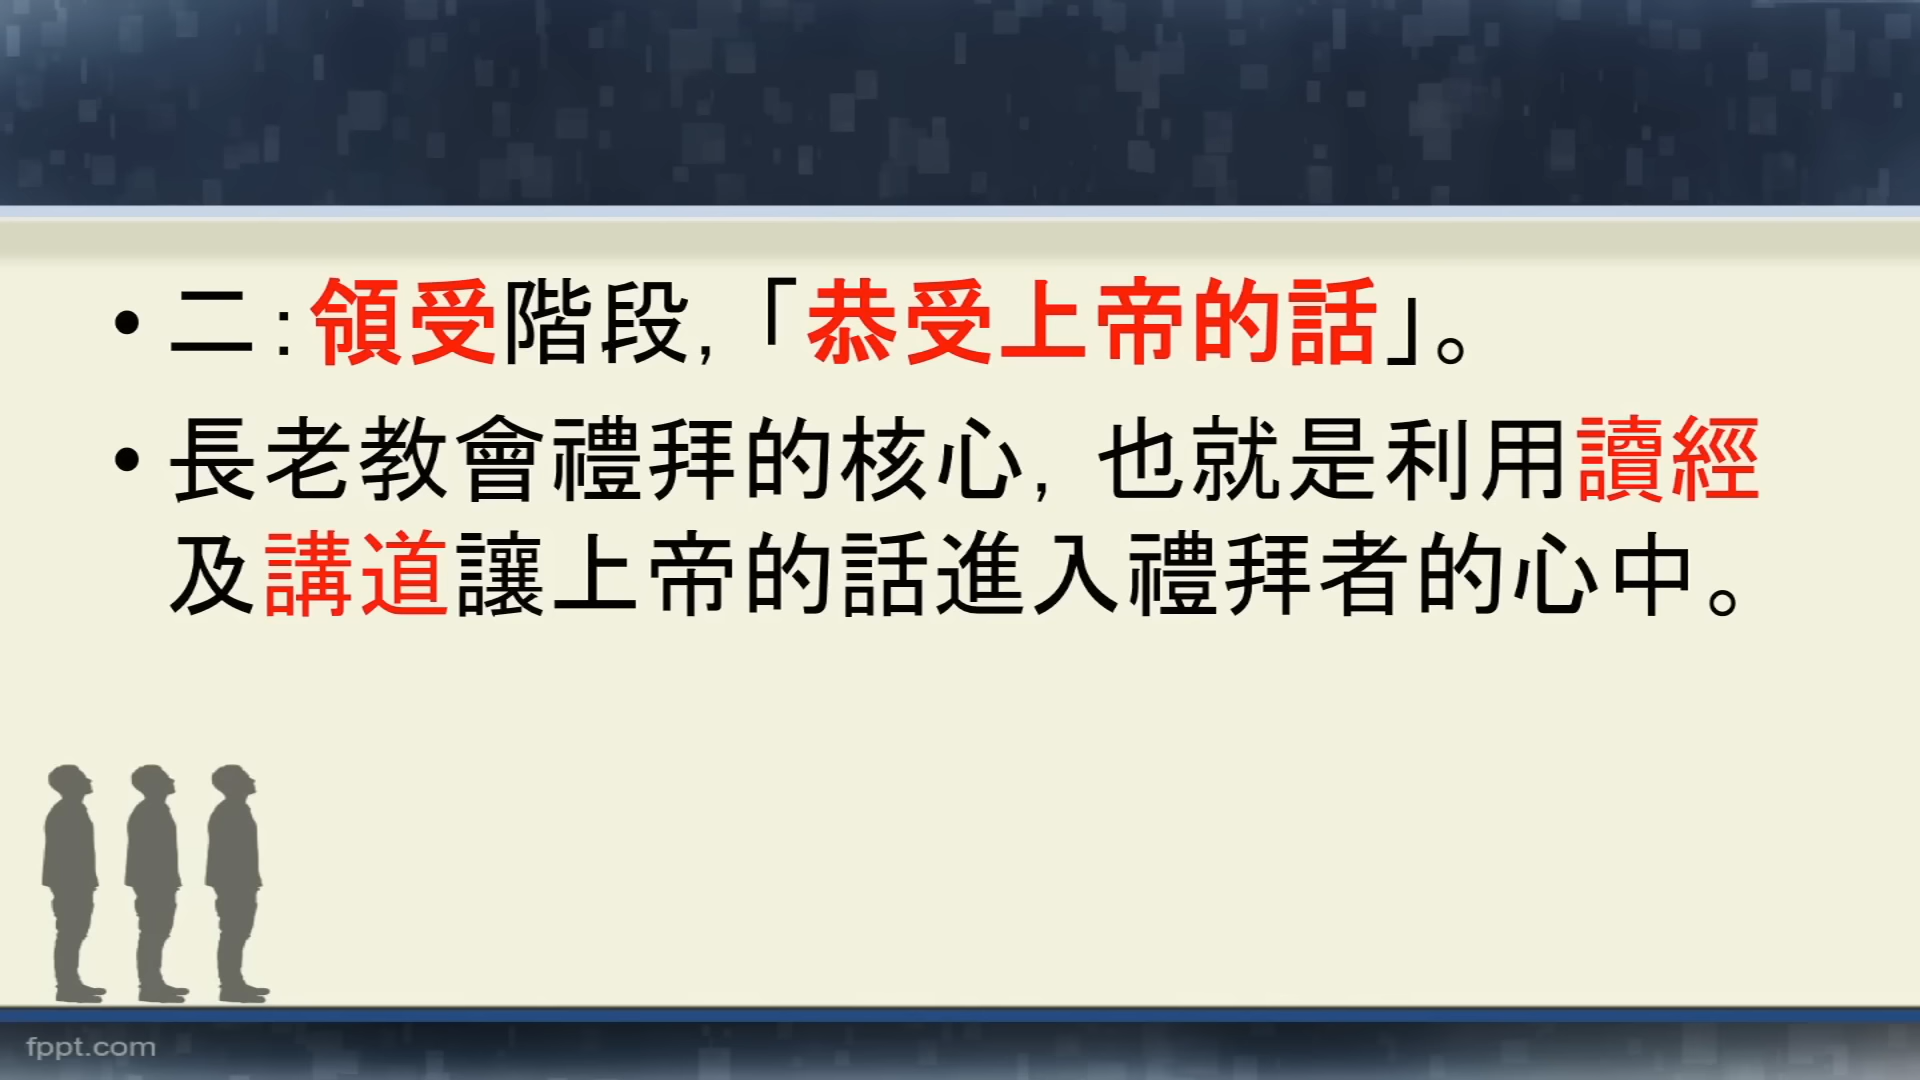 • 二:領受階段,「恭受上帝的話」。
• 長老教會禮拜的核心, 也就是利用讀經
及講道讓上帝的話進入禮拜者的心中。
fppt.com